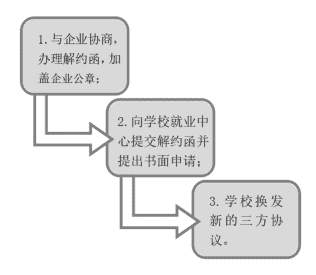 1. 与企业协商,
办理解约函,加
盖企业公章;
2. 向学校就业中
心提交解约函并
提出书面申请;
3. 学校换发
新的三方协
议。